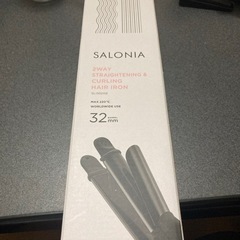 SALONIA
2WAY
STRAIGHTENING &
CURLING
HAIR IRON
MAX 230°C
WORLDWIDE USE
32mm